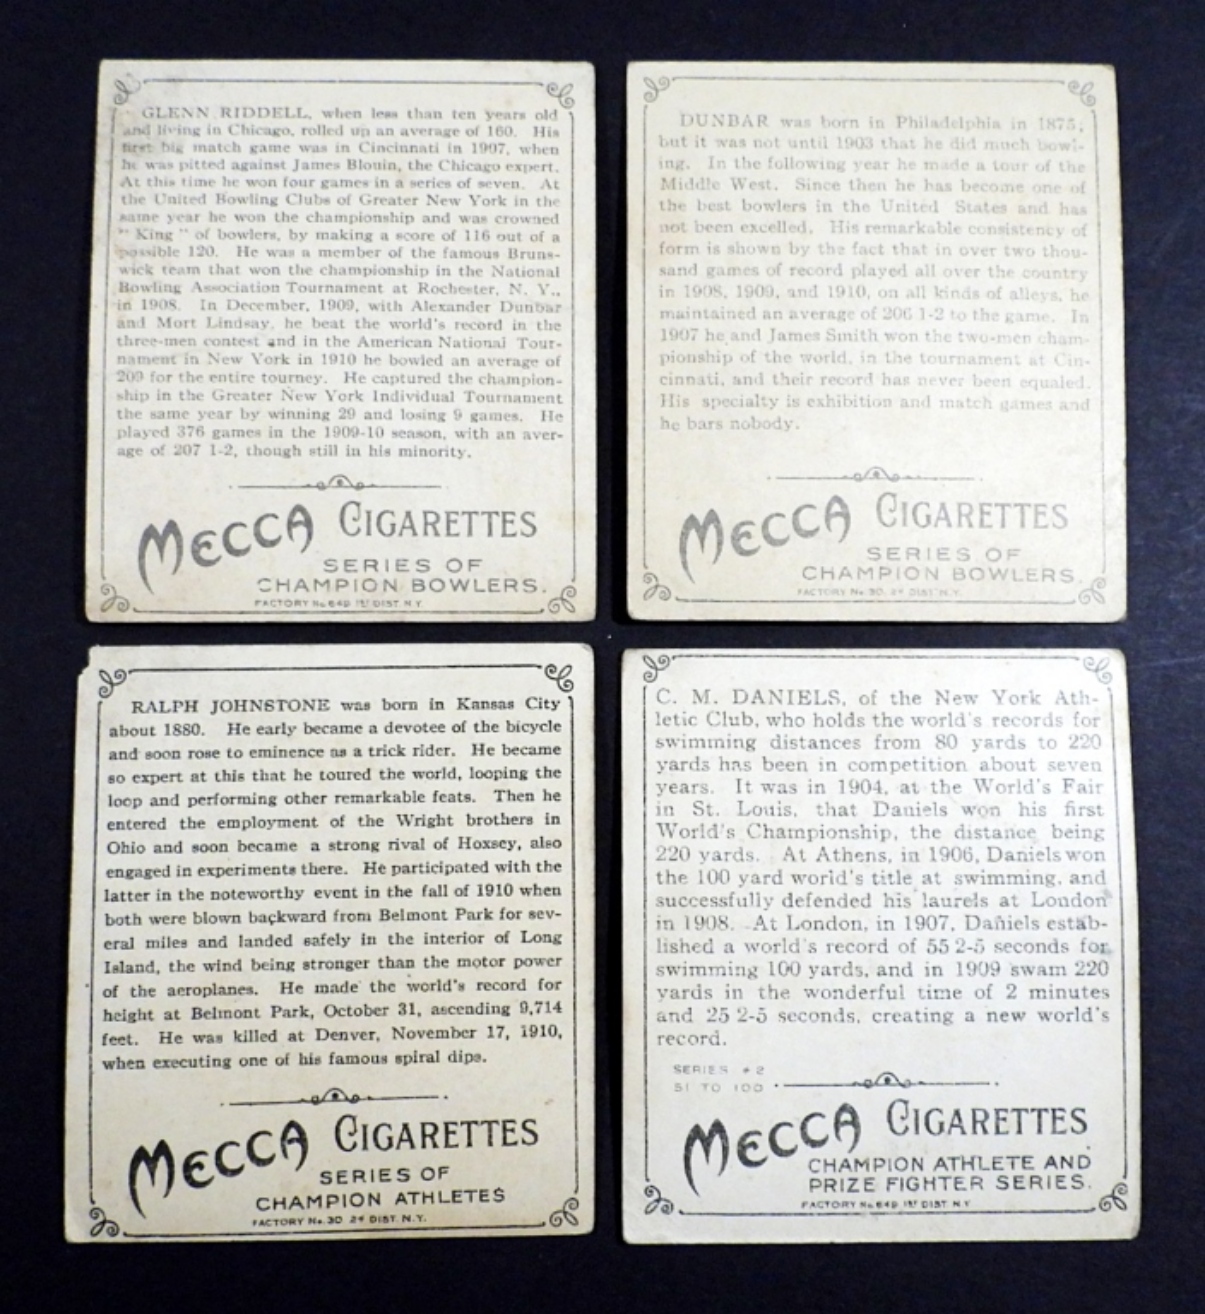 GLENN RIDDELL, when less than ten years old
and living in Chicago, rolled up an average of 160. His
first big match game was in Cincinnati in 1907, when
he was pitted against James Blouin, the Chicago expert.
At this time he won four games in a series of seven. At
the United Bowling Clubs of Greater New York in the
same year he won the championship and was crowned
"King" of bowlers, by making a score of 116 out of a
possible 120. He was a member of the famous Bruns-
wick team that won the championship in the National
Bowling Association Tournament at Rochester, N. Y.,
in 1908. In December, 1909, with Alexander Dunbar
and Mort Lindsay, he beat the world's record in the
three-men contest and in the American National Tour-
nament in New York in 1910 he bowled an average of
209 for the entire tourney. He captured the champion-
ship in the Greater New York Individual Tournament
the same year by winning 29 and losing 9 games. He
played 376 games in the 1909-10 season, with an aver-
age of 207 1-2, though still in his minority.
MECCA CIGARETTES
SERIES OF
CHAMPION BOWLERS.
FACTORY No. 649 1ST DIST. N.Y.
DUNBAR was born in Philadelphia in 1875,
but it was not until 1903 that he did much bowl-
ing. In the following year he made a tour of the
Middle West. Since then he has become one of
the best bowlers in the United States and has
not been excelled. His remarkable consistency of
form is shown by the fact that in over two thou-
sand games of record played all over the country
in 1908, 1909, and 1910, on all kinds of alleys, he
maintained an average of 206 1-2 to the game. In
1907 he and James Smith won the two-men cham-
pionship of the world, in the tournament at Cin-
cinnati, and their record has never been equaled.
His specialty is exhibition and match games and
he bars nobody.
MECCA CIGARETTES
SERIES OF
CHAMPION BOWLERS.
FACTORY No. 30, 2d DIST. N.Y.
RALPH JOHNSTONE was born in Kansas City
about 1880. He early became a devotee of the bicycle
and soon rose to eminence as a trick rider. He became
so expert at this that he toured the world, looping the
loop and performing other remarkable feats. Then he
entered the employment of the Wright brothers in
Ohio and soon became a strong rival of Hoxsey, also
engaged in experiments there. He participated with the
latter in the noteworthy event in the fall of 1910 when
both were blown backward from Belmont Park for sev-
eral miles and landed safely in the interior of Long
Island, the wind being stronger than the motor power
of the aeroplanes. He made the world's record for
height at Belmont Park, October 31, ascending 9,714
feet. He was killed at Denver, November 17, 1910,
when executing one of his famous spiral dips.
MECCA CIGARETTES
SERIES OF
CHAMPION ATHLETES
FACTORY No. 30 2d DIST. N.Y.
C. M. DANIELS, of the New York Ath-
letic Club, who holds the world's records for
swimming distances from 80 yards to 220
yards has been in competition about seven
years. It was in 1904, at the World's Fair
in St. Louis, that Daniels won his first
World's Championship, the distance being
220 yards. At Athens, in 1906, Daniels won
the 100 yard world's title at swimming, and
successfully defended his laurels at London
in 1908. At London, in 1907, Daniels estab-
lished a world's record of 55 2-5 seconds for
swimming 100 yards, and in 1909 swam 220
yards in the wonderful time of 2 minutes
and 25 2-5 seconds, creating a new world's
record.
SERIES #2
51 TO 100
MECCA CIGARETTES
CHAMPION ATHLETE AND
PRIZE FIGHTER SERIES.
FACTORY No. 649 1ST DIST. N.Y.